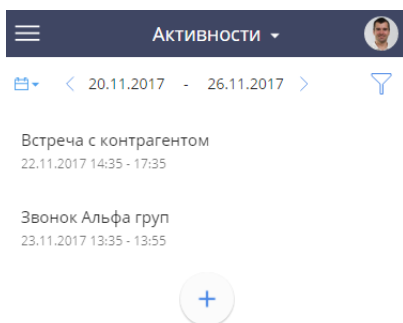 Активности
20.11.2017 - 26.11.2017
Встреча с контрагентом
22.11.2017 14:35 - 17:35
Звонок Альфа груп
23.11.2017 13:35 - 13:55
+